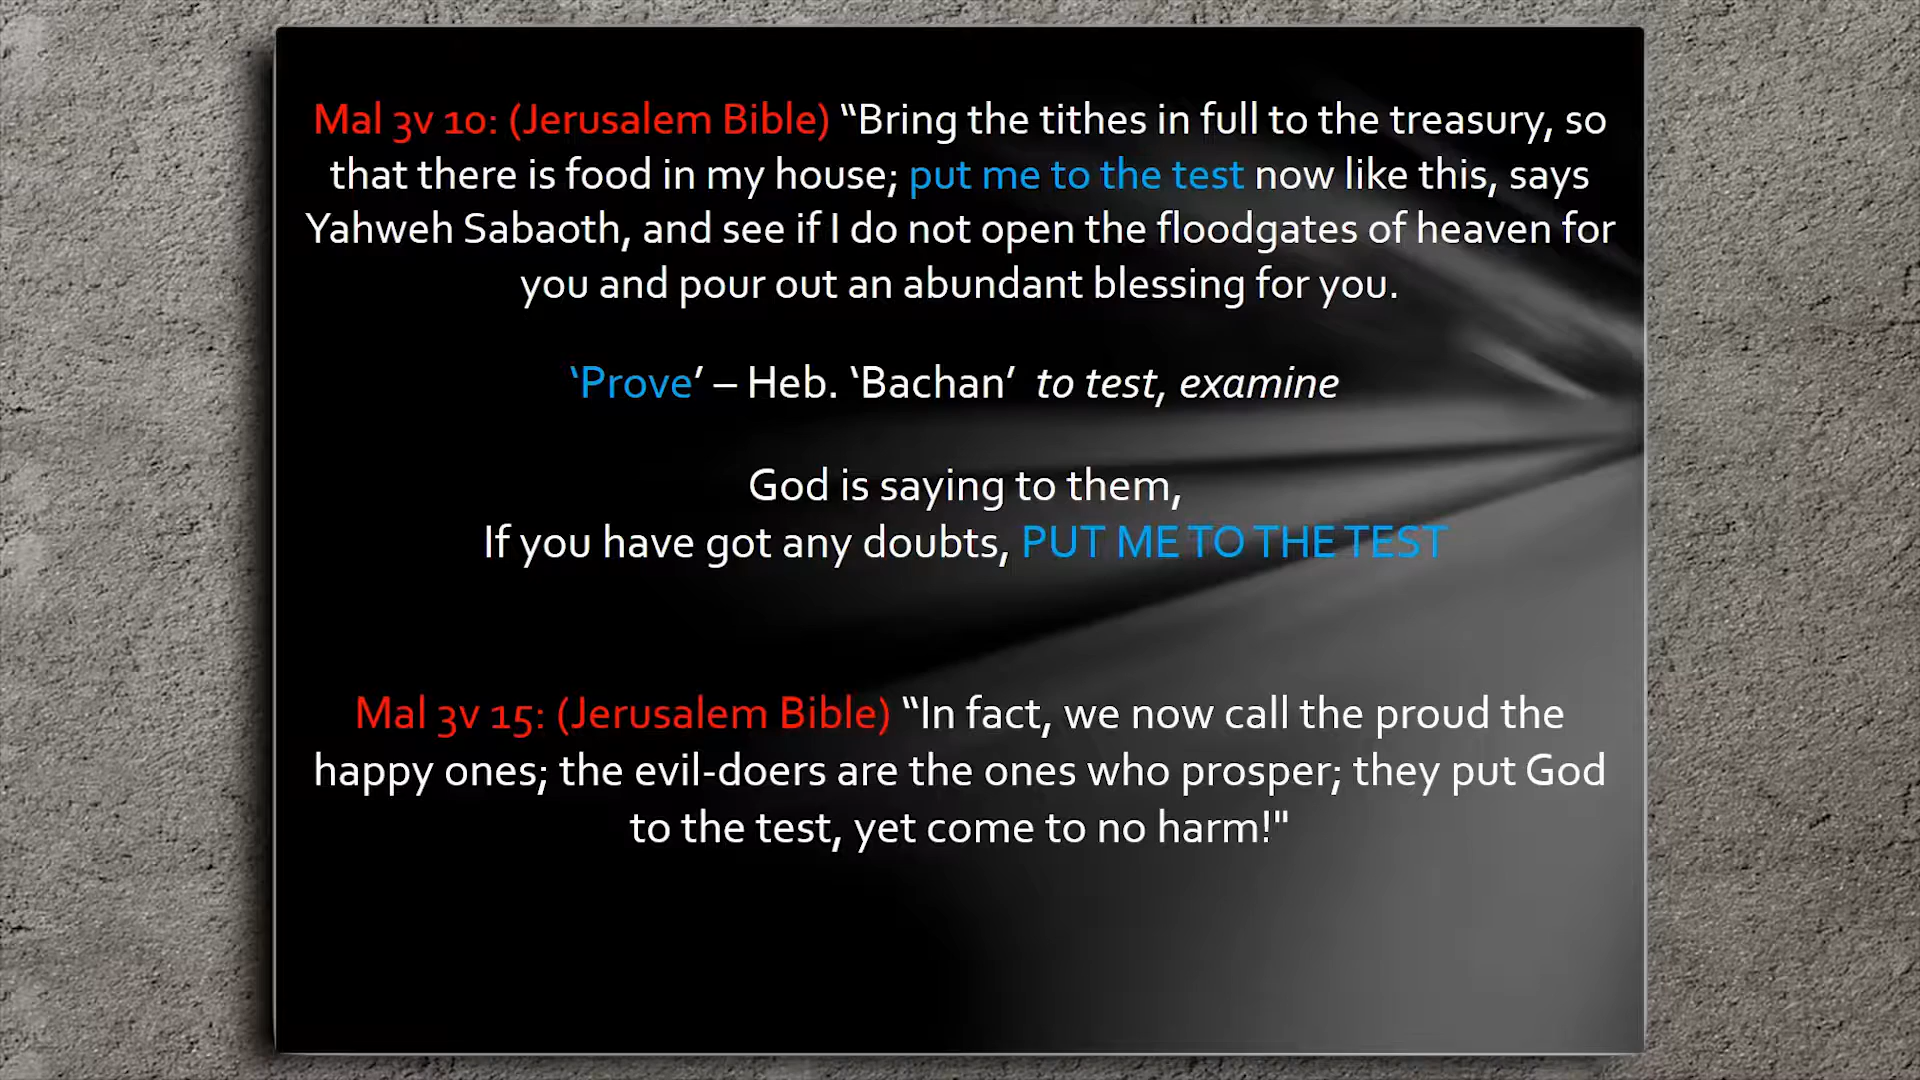 Mal 3v 10: (Jerusalem Bible) “Bring the tithes in full to the treasury, so
that there is food in my house; put me to the test now like this, says
Yahweh Sabaoth, and see if I do not open the floodgates of heaven for
you and pour out an abundant blessing for you.
‘Prove’ – Heb. ‘Bachan’ to test, examine
God is saying to them,
If you have got any doubts, PUT ME TO THE TEST
Mal 3v 15: (Jerusalem Bible) “In fact, we now call the proud the
happy ones; the evil-doers are the ones who prosper; they put God
to the test, yet come to no harm!"